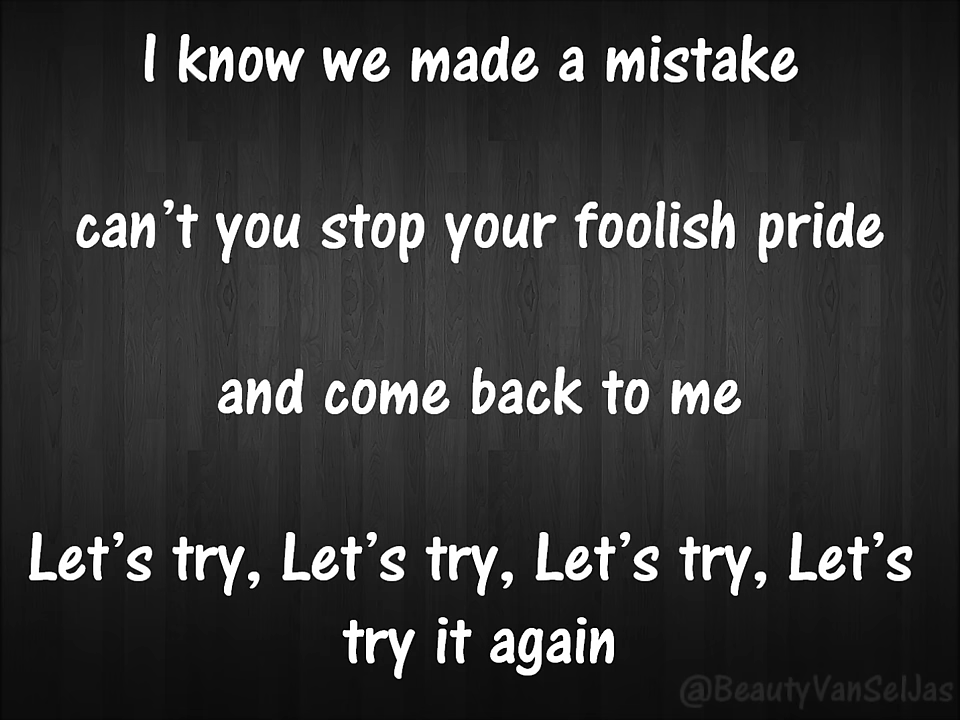 I know we made a mistake
can't you stop your foolish pride
and come back to me
Let's try, Let's try, Let's try, Let's
try it again
@BeautyVanSelJas